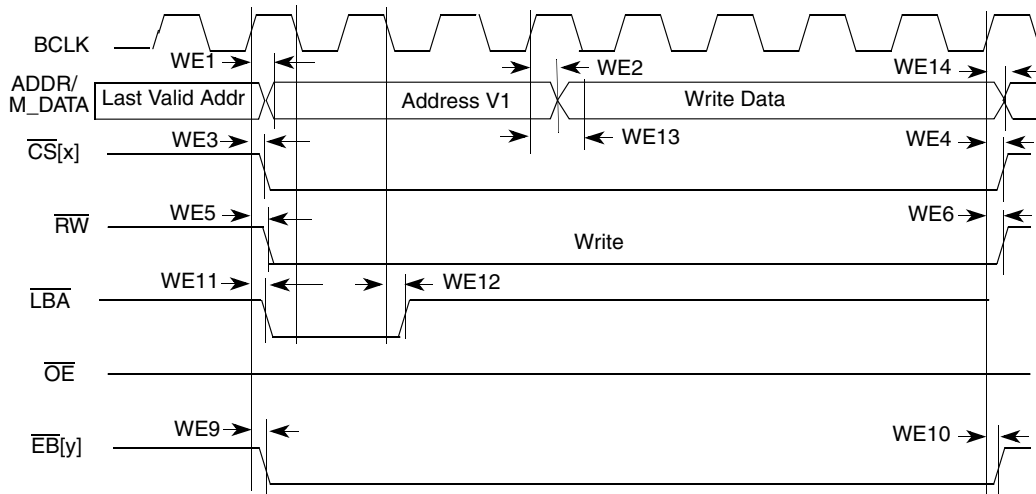 BCLK
WE1
WE2
WE14
ADDR/
M_DATA
Last Valid Addr
Address V1
Write Data
WE3
WE13
WE4
CS[x]
WE5
WE6
RW
Write
WE11
WE12
LBA
OE
WE9
WE10
EB[y]